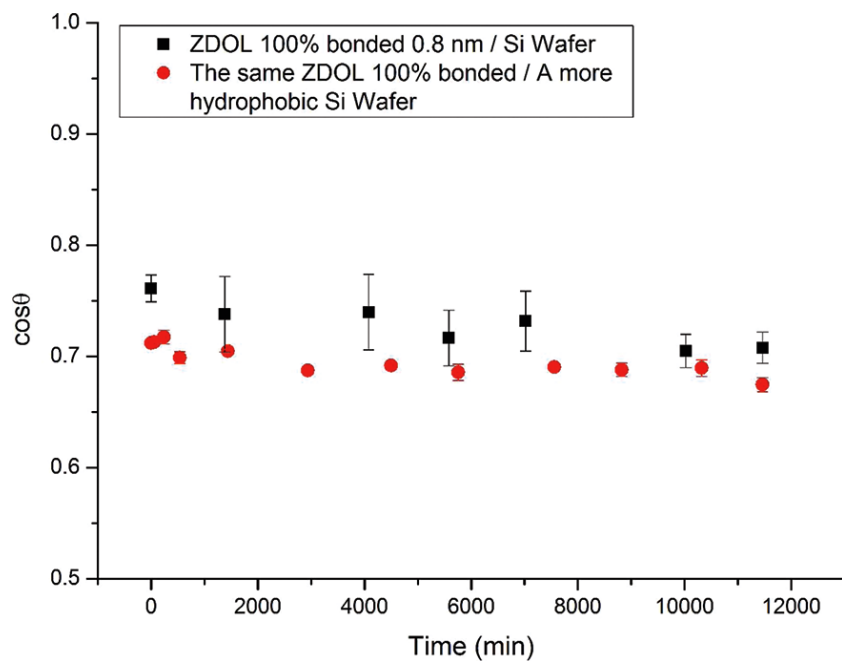 ZDOL 100% bonded 0.8 nm / Si Wafer
The same ZDOL 100% bonded / A more
hydrophobic Si Wafer
1.0
0.9
0.8
0.7
0.6
0.5
cosθ
0
2000
4000
6000
8000
10000
12000
Time (min)